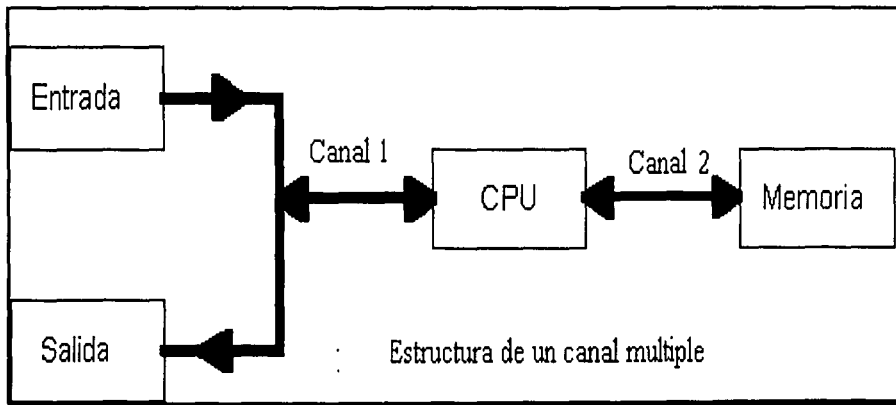 Entrada
Canal 1
Canal 2
CPU
Memoria
Salida
Estructura de un canal multiple